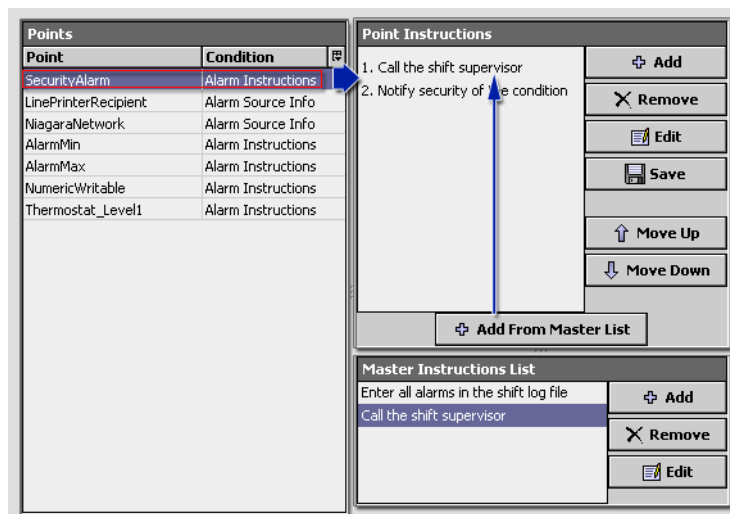 Points
Point Condition
SecurityAlarm Alarm Instructions
LinePrinterRecipient Alarm Source Info
NiagaraNetwork Alarm Source Info
AlarmMin Alarm Instructions
AlarmMax Alarm Instructions
NumericWritable Alarm Instructions
Thermostat_Level1 Alarm Instructions
Point Instructions
1. Call the shift supervisor
2. Notify security of condition
Add
Remove
Edit
Save
Move Up
Move Down
Add From Master List
Master Instructions List
Enter all alarms in the shift log file
Call the shift supervisor
Add
Remove
Edit